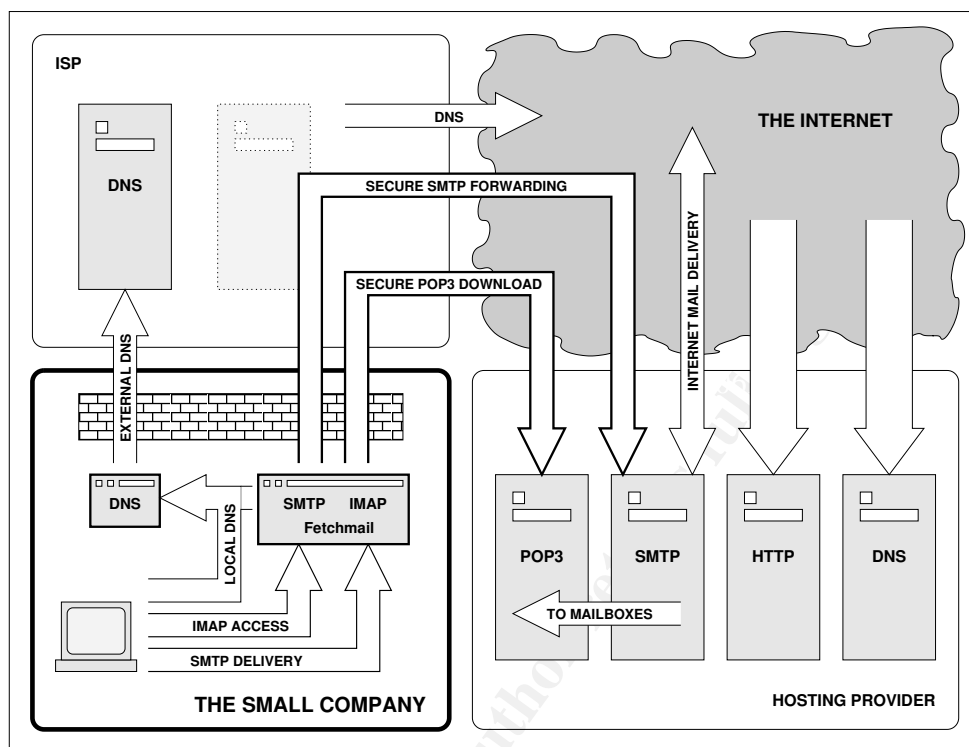 ISP
DNS
DNS
THE INTERNET
SECURE SMTP FORWARDING
SECURE POP3 DOWNLOAD
INTERNET MAIL DELIVERY
EXTERNAL DNS
DNS
SMTP IMAP
Fetchmail
LOCAL DNS
IMAP ACCESS
SMTP DELIVERY
THE SMALL COMPANY
POP3
SMTP
HTTP
DNS
TO MAILBOXES
HOSTING PROVIDER